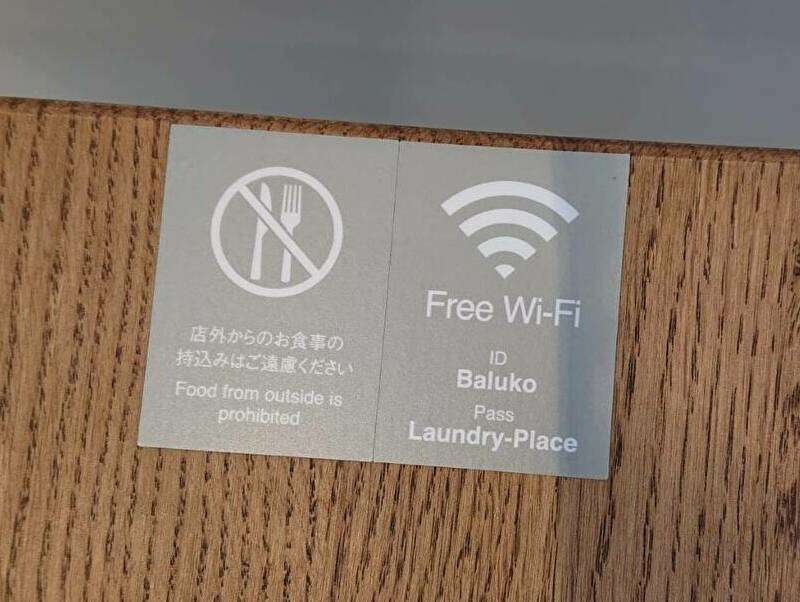 店外からのお食事の
持込みはご遠慮ください
Food from outside is
prohibited
Free Wi-Fi
ID
Baluko
Pass
Laundry-Place